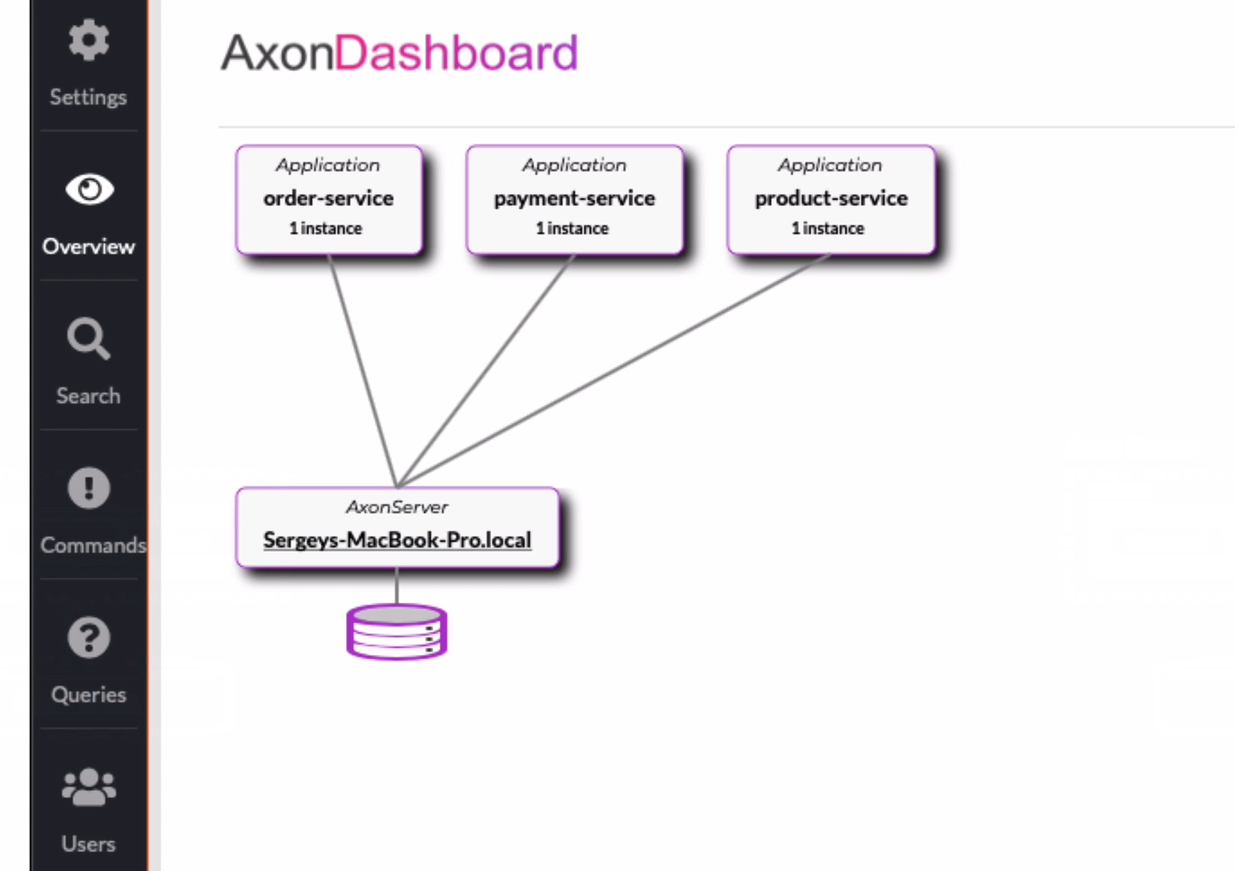 Settings
Overview
Search
Commands
Queries
Users
AxonDashboard
Application
order-service
1 instance
Application
payment-service
1 instance
Application
product-service
1 instance
AxonServer
Sergeys-MacBook-Pro.local